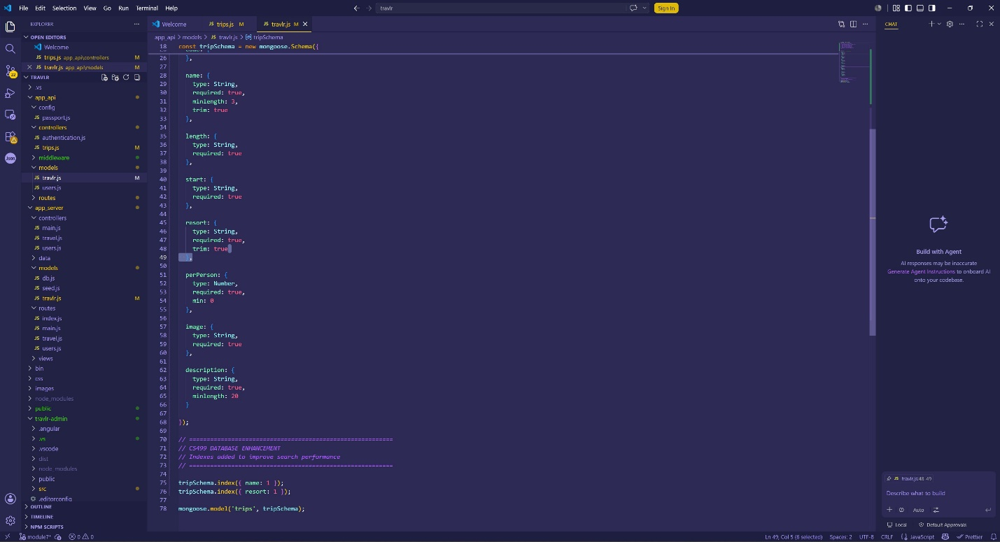 File Edit Selection View Go Run Terminal Help
travlr
Sign In
EXPLORER
OPEN EDITORS
Welcome
trips.js app_api\controllers M
travlr.js app_api\models M
22
TRAVLR
.vs
app_api
config
JS passport.js
controllers
JS authentication.js
JS trips.js M
middleware
models
JS travlr.js M
JS users.js
routes
app_server
controllers
JS main.js
JS travel.js
JS users.js
data
models
JS db.js
JS seed.js
JS travlr.js M
routes
JS index.js
JS main.js
JS travel.js
JS users.js
views
bin
css
images
node_modules
public
travlr-admin
.angular
.vs
.vscode
dist
node_modules
public
src
.editorconfig
OUTLINE
TIMELINE
NPM SCRIPTS
Json
Welcome
JS trips.js M
JS travlr.js M
app_api > models > JS travlr.js > tripSchema
18 const tripSchema = new mongoose.Schema({
26 },
27
28 name: {
29 type: String,
30 required: true,
31 minlength: 3,
32 trim: true
33 },
34
35 length: {
36 type: String,
37 required: true
38 },
39
40 start: {
41 type: String,
42 required: true
43 },
44
45 resort: {
46 type: String,
47 required: true,
48 trim: true
49 },
50
51 perPerson: {
52 type: Number,
53 required: true,
54 min: 0
55 },
56
57 image: {
58 type: String,
59 required: true
60 },
61
62 description: {
63 type: String,
64 required: true,
65 minlength: 20
66 }
67
68 });
69
70 // ==========================================================
71 // CS499 DATABASE ENHANCEMENT
72 // Indexes added to improve search performance
73 // ==========================================================
74
75 tripSchema.index({ name: 1 });
76 tripSchema.index({ resort: 1 });
77
78 mongoose.model('trips', tripSchema);
CHAT
Build with Agent
AI responses may be inaccurate
Generate Agent Instructions to onboard AI
onto your codebase.
JS travlr.js:48-49
Describe what to build
Auto
Local Default Approvals
module7* 0 0
Ln 49, Col 5 (6 selected) Spaces: 2 UTF-8 CRLF JavaScript Prettier